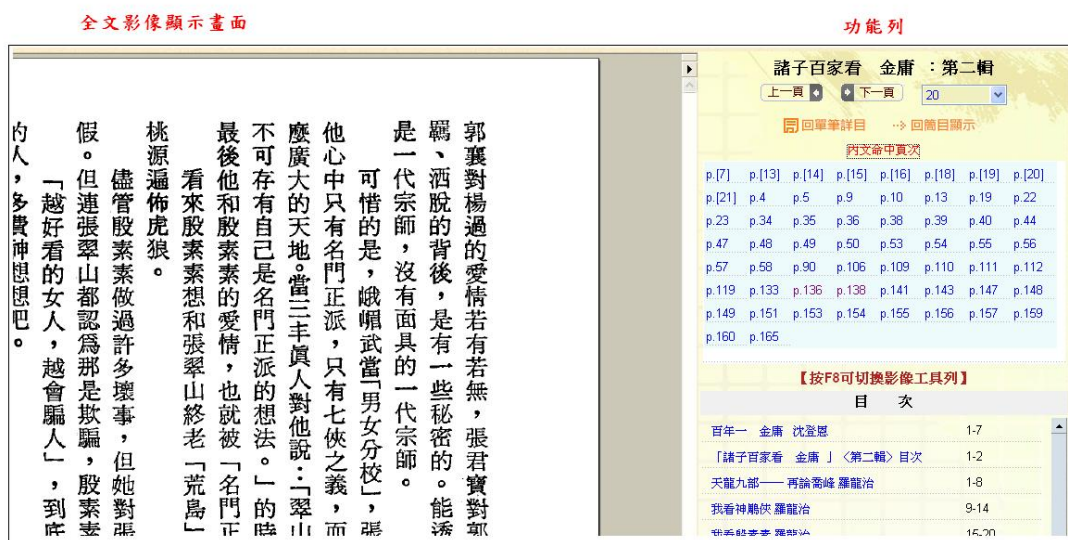 全文影像顯示畫面
功能列
郭襄對楊過的愛情若有若無，張君寶對郭
羈、洒脫的背後，是有一些秘密的。能透
是一代宗師，沒有面具的一代宗師。
可惜的是，峨嵋武當「男女分校」，張
他心中只有名門正派，只有七俠之義，而
麼廣大的天地。當三丰眞人對他說：「翠山
不可存有自己是名門正派的想法。」的時
最後他和殷素素的愛情，也就被「名門正
看來殷素素想和張翠山終老「荒島」
桃源遍佈虎狼。
儘管殷素素做過許多壞事，但她對張
假。但連張翠山都認爲那是欺騙，殷素素
「越好看的女人，越會騙人」，到底
的人，多費神想想吧。
諸子百家看 金庸 ：第二輯
上一頁 下一頁 20
回單筆詳目 回簡目顯示
內文命中頁次
p.[7] p.[13] p.[14] p.[15] p.[16] p.[18] p.[19] p.[20]
p.[21] p.4 p.5 p.9 p.10 p.13 p.19 p.22
p.23 p.34 p.35 p.36 p.38 p.39 p.40 p.44
p.47 p.48 p.49 p.50 p.53 p.54 p.55 p.56
p.57 p.58 p.90 p.106 p.109 p.110 p.111 p.112
p.119 p.133 p.136 p.138 p.141 p.143 p.147 p.148
p.149 p.151 p.153 p.154 p.155 p.156 p.157 p.159
p.160 p.165
【按F8可切換影像工具列】
目 次
百年一 金庸 沈登恩 1-7
「諸子百家看 金庸 」〈第二輯〉目次 1-2
天龍九部——再論喬峰 羅龍治 1-8
我看神鵰俠 羅龍治 9-14
我看殷素素 羅龍治 15-20